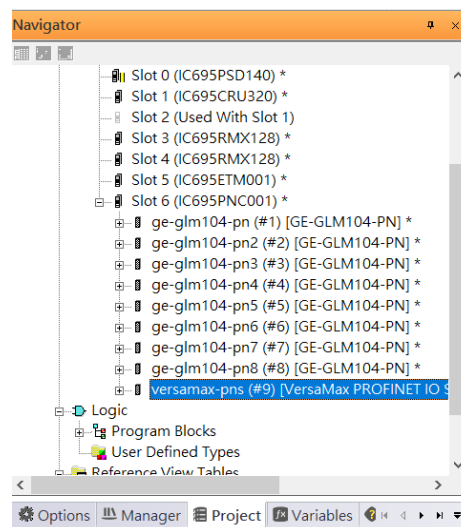 Navigator
Slot 0 (IC695PSD140) *
Slot 1 (IC695CRU320) *
Slot 2 (Used With Slot 1)
Slot 3 (IC695RMX128) *
Slot 4 (IC695RMX128) *
Slot 5 (IC695ETM001) *
Slot 6 (IC695PNC001) *
ge-glm104-pn (#1) [GE-GLM104-PN] *
ge-glm104-pn2 (#2) [GE-GLM104-PN] *
ge-glm104-pn3 (#3) [GE-GLM104-PN] *
ge-glm104-pn4 (#4) [GE-GLM104-PN] *
ge-glm104-pn5 (#5) [GE-GLM104-PN] *
ge-glm104-pn6 (#6) [GE-GLM104-PN] *
ge-glm104-pn7 (#7) [GE-GLM104-PN] *
ge-glm104-pn8 (#8) [GE-GLM104-PN] *
versamax-pns (#9) [VersaMax PROFINET IO S
Logic
Program Blocks
User Defined Types
Reference View Tables
Options Manager Project Variables